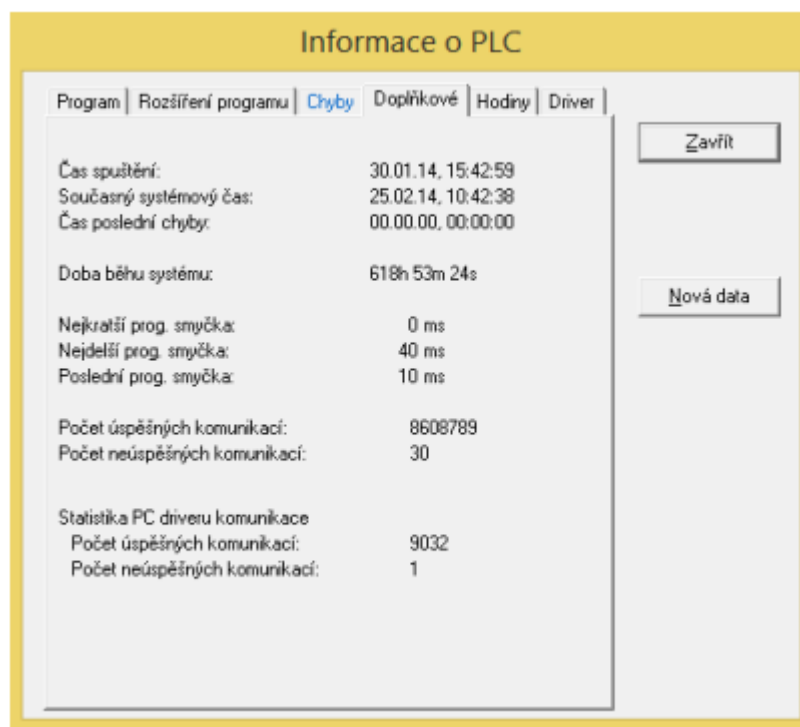 Informace o PLC
Program Rozšíření programu Chyby Doplňkové Hodiny Driver
Zavřít
Čas spuštění: 30.01.14, 15:42:59
Současný systémový čas: 25.02.14, 10:42:38
Čas poslední chyby: 00.00.00, 00:00:00
Doba běhu systému: 618h 53m 24s
Nová data
Nejkratší prog. smyčka: 0 ms
Nejdelší prog. smyčka: 40 ms
Poslední prog. smyčka: 10 ms
Počet úspěšných komunikací: 8608789
Počet neúspěšných komunikací: 30
Statistika PC driveru komunikace
Počet úspěšných komunikací: 9032
Počet neúspěšných komunikací: 1